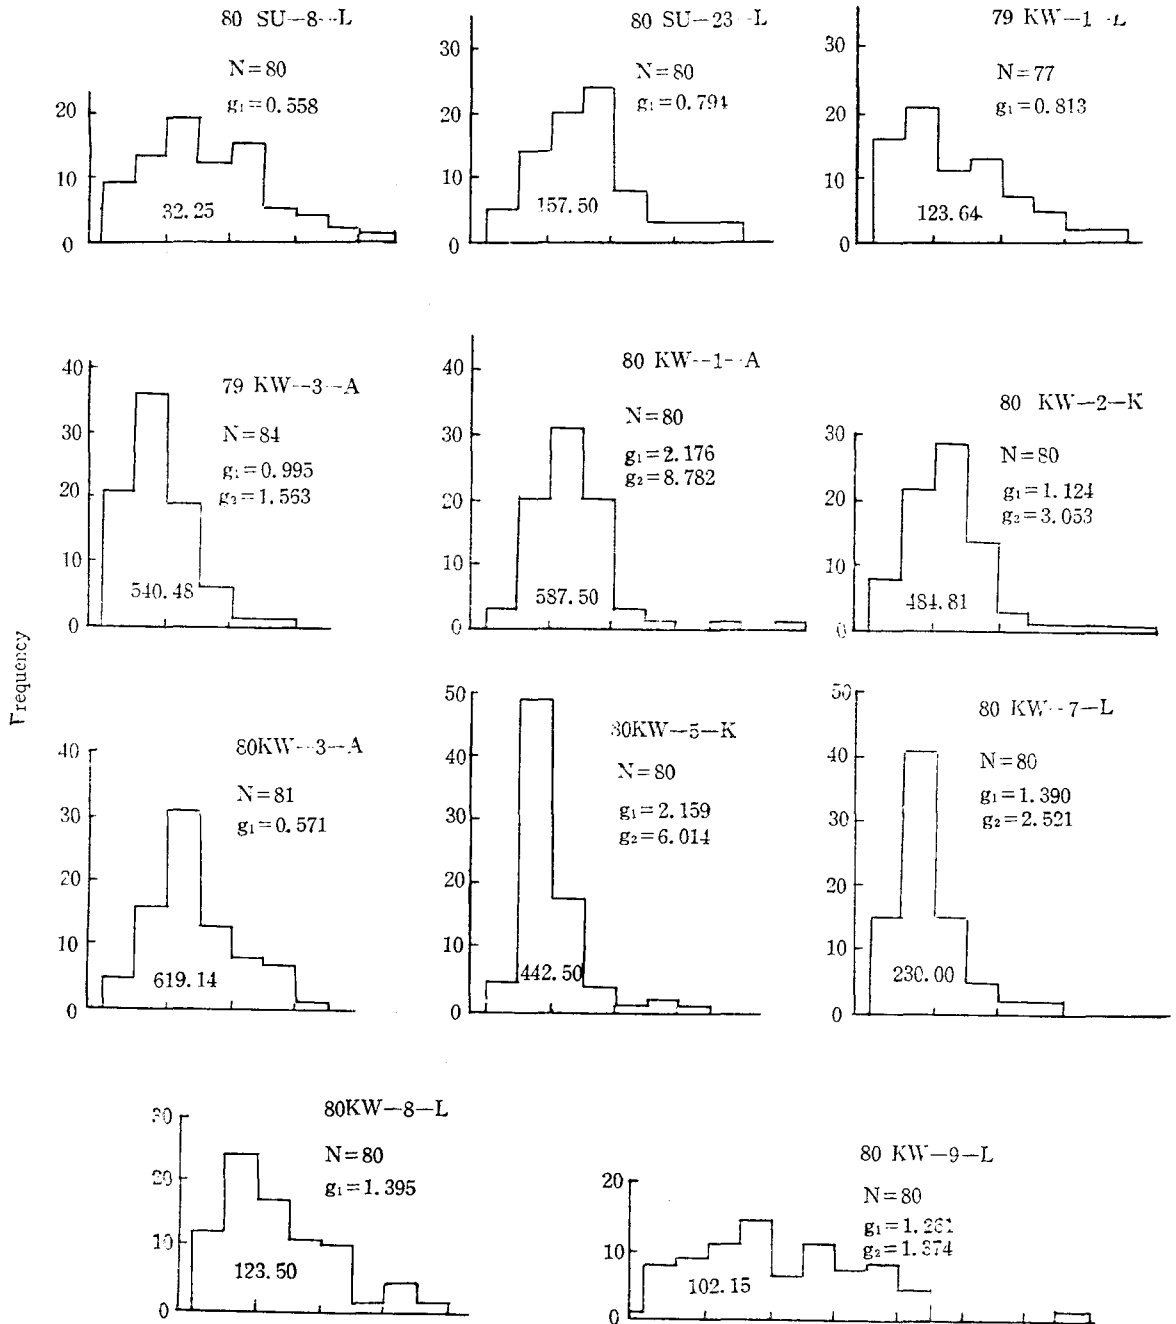 80 SU-8-L
N=80
g₁=0.558
20
10
0
32.25
80 SU-23-L
N=80
g₁=0.794
30
20
10
0
157.50
79 KW-1-L
N=77
g₁=0.813
30
20
10
0
123.64
79 KW-3-A
N=84
g₁=0.995
g₂=1.563
40
30
20
10
0
540.48
80 KW-1-A
N=80
g₁=2.176
g₂=8.782
40
30
20
10
0
587.50
80 KW-2-K
N=80
g₁=1.124
g₂=3.053
30
20
10
0
484.81
Frequency
80KW-3-A
N=81
g₁=0.571
40
30
20
10
0
619.14
80KW-5-K
N=80
g₁=2.159
g₂=6.014
50
40
30
20
10
0
442.50
80 KW-7-L
N=80
g₁=1.390
g₂=2.521
50
40
30
20
10
0
230.00
80KW-8-L
N=80
g₁=1.395
30
20
10
0
123.50
80 KW-9-L
N=80
g₁=1.261
g₂=1.374
20
10
0
102.15